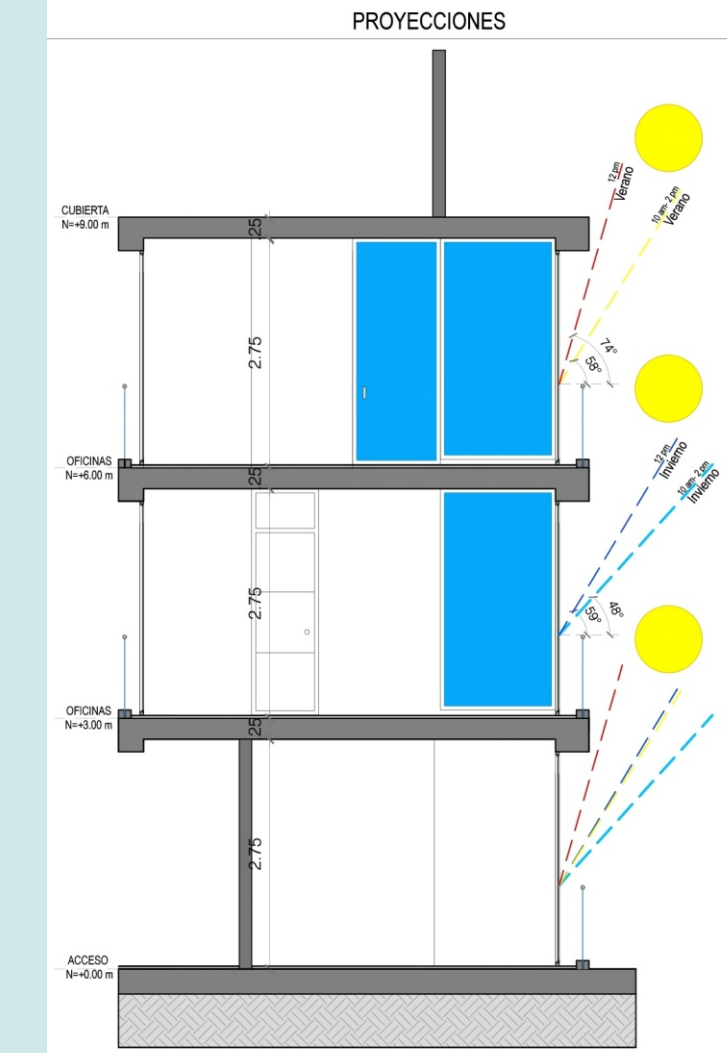 PROYECCIONES
12 pm
Verano
10 am- 2 pm
Verano
CUBIERTA
N=+9.00 m
.25
2.75
74°
58°
12 pm
Invierno
10 am- 2 pm
Invierno
OFICINAS
N=+6.00 m
.25
2.75
48°
59°
OFICINAS
N=+3.00 m
.25
2.75
ACCESO
N=+0.00 m